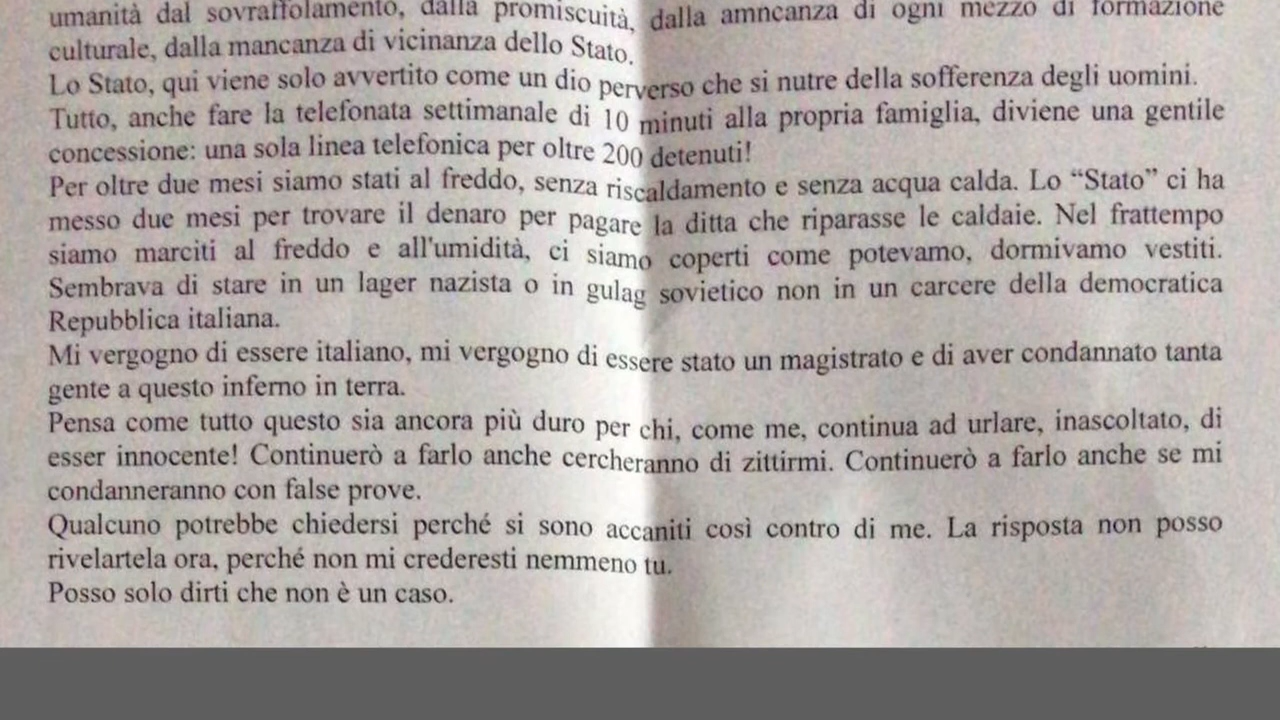 umanità dal sovraffolamento, dalla promiscuità, dalla amncanza di ogni mezzo di formazione
culturale, dalla mancanza di vicinanza dello Stato.
Lo Stato, qui viene solo avvertito come un dio perverso che si nutre della sofferenza degli uomini.
Tutto, anche fare la telefonata settimanale di 10 minuti alla propria famiglia, diviene una gentile
concessione: una sola linea telefonica per oltre 200 detenuti!
Per oltre due mesi siamo stati al freddo, senza riscaldamento e senza acqua calda. Lo “Stato” ci ha
messo due mesi per trovare il denaro per pagare la ditta che riparasse le caldaie. Nel frattempo
siamo marciti al freddo e all'umidità, ci siamo coperti come potevamo, dormivamo vestiti.
Sembrava di stare in un lager nazista o in gulag sovietico non in un carcere della democratica
Repubblica italiana.
Mi vergogno di essere italiano, mi vergogno di essere stato un magistrato e di aver condannato tanta
gente a questo inferno in terra.
Pensa come tutto questo sia ancora più duro per chi, come me, continua ad urlare, inascoltato, di
esser innocente! Continuerò a farlo anche cercheranno di zittirmi. Continuerò a farlo anche se mi
condanneranno con false prove.
Qualcuno potrebbe chiedersi perché si sono accaniti così contro di me. La risposta non posso
rivelartela ora, perché non mi crederesti nemmeno tu.
Posso solo dirti che non è un caso.